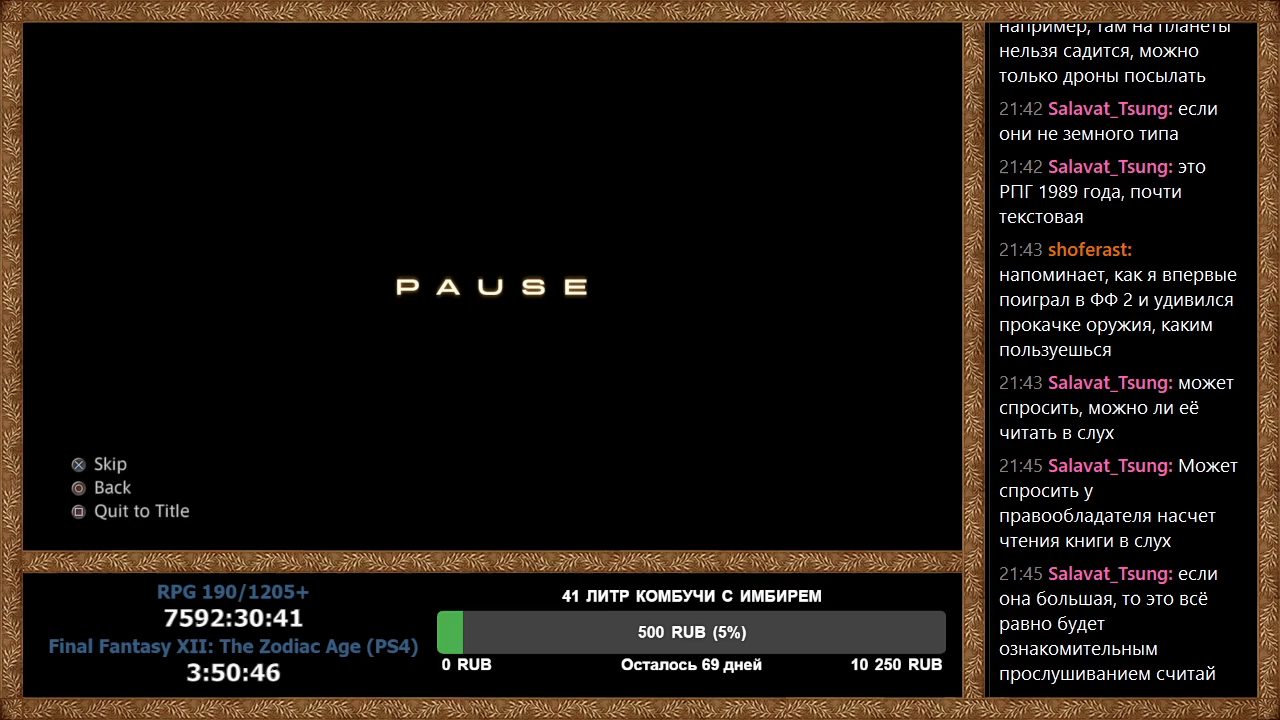 PAUSE
Skip
Back
Quit to Title
RPG 190/1205+
7592:30:41
Final Fantasy XII: The Zodiac Age (PS4)
3:50:46
41 ЛИТР КОМБУЧИ С ИМБИРЕМ
500 RUB (5%)
0 RUB
Осталось 69 дней
10 250 RUB
например, там на планеты
нельзя садится, можно
только дроны посылать
21:42 Salavat_Tsung: если
они не земного типа
21:42 Salavat_Tsung: это
РПГ 1989 года, почти
текстовая
21:43 shoferast:
напоминает, как я впервые
поиграл в ФФ 2 и удивился
прокачке оружия, каким
пользуешься
21:43 Salavat_Tsung: может
спросить, можно ли её
читать в слух
21:45 Salavat_Tsung: Может
спросить у
правообладателя насчет
чтения книги в слух
21:45 Salavat_Tsung: если
она большая, то это всё
равно будет
ознакомительным
прослушиванием считай